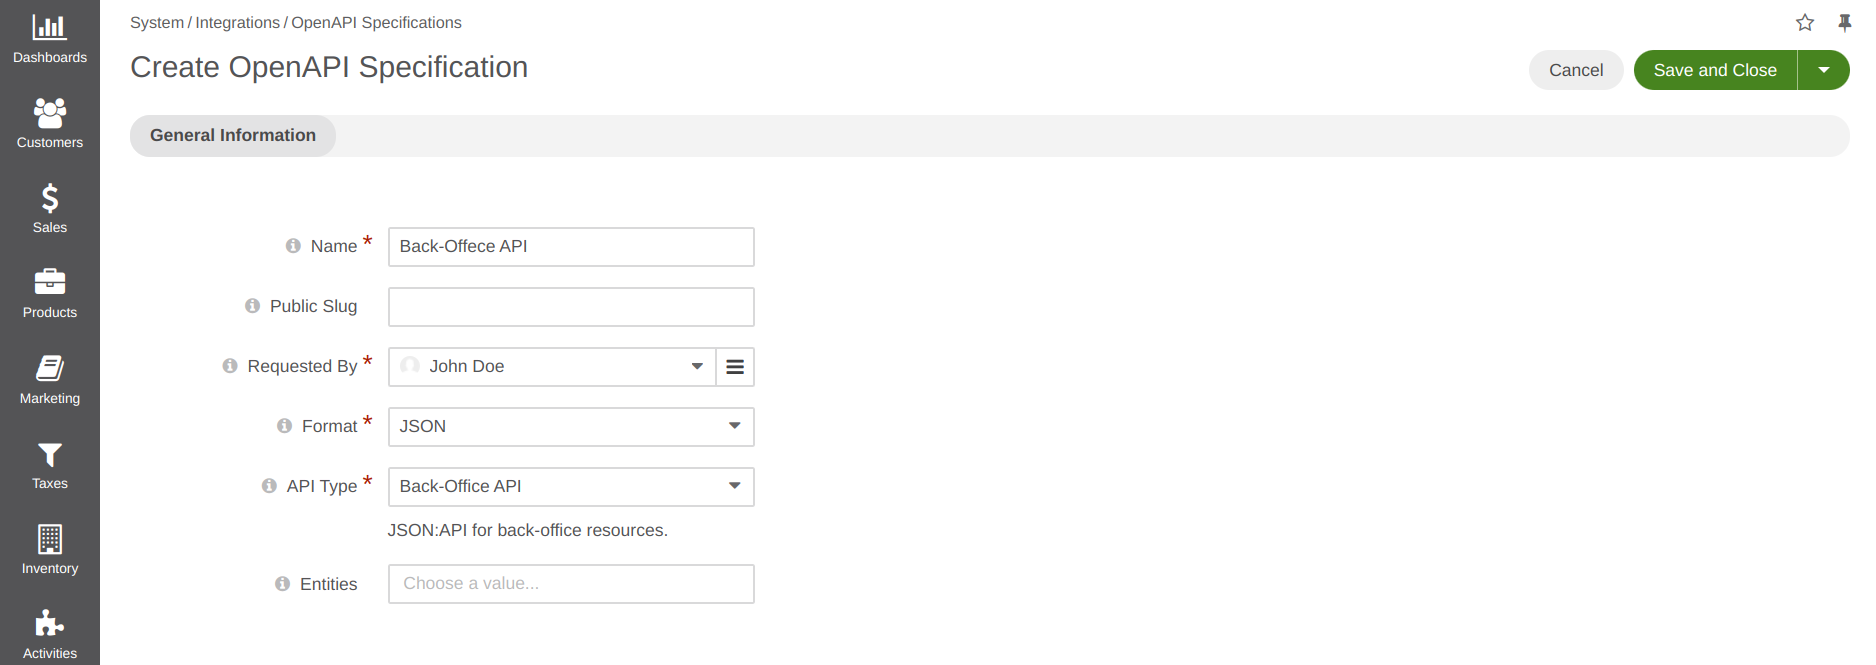 System / Integrations / OpenAPI Specifications
Create OpenAPI Specification
Cancel
Save and Close
General Information
Dashboards
Customers
Sales
Products
Marketing
Taxes
Inventory
Activities
Name *
Back-Offece API
Public Slug
Requested By *
John Doe
Format *
JSON
API Type *
Back-Office API
JSON:API for back-office resources.
Entities
Choose a value...